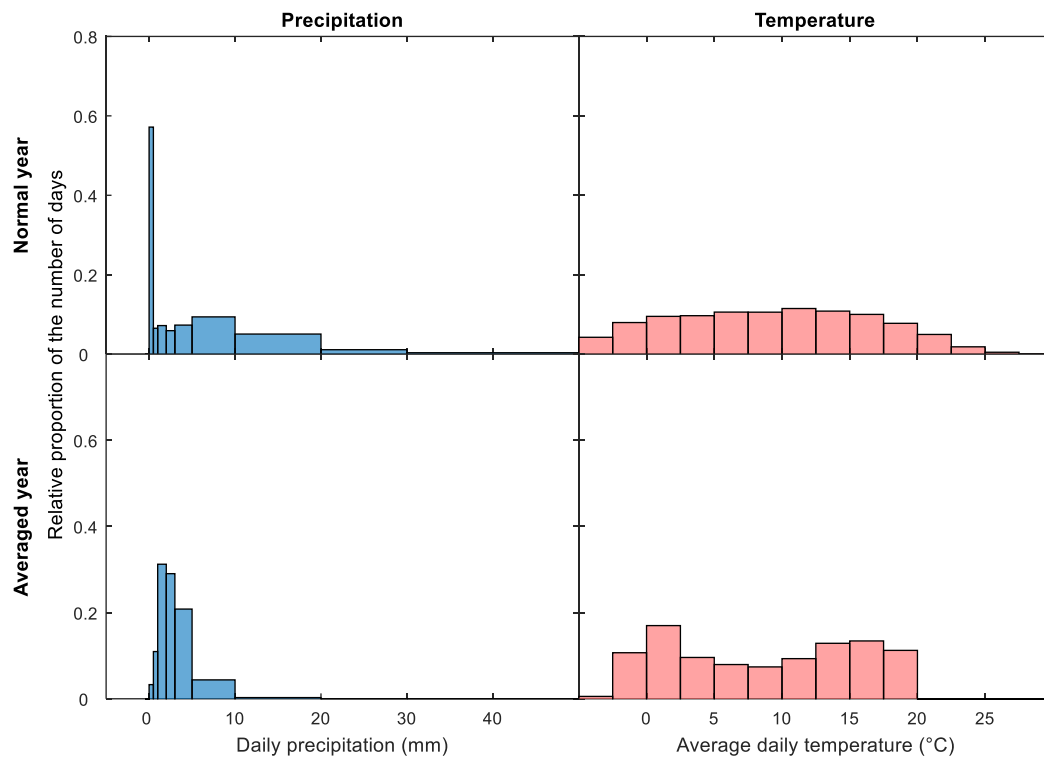 Precipitation
Temperature
Normal year
Averaged year
Relative proportion of the number of days
0.8
0.6
0.4
0.2
0
0.6
0.4
0.2
0
0 10 20 30 40
0 5 10 15 20 25
Daily precipitation (mm)
Average daily temperature (°C)